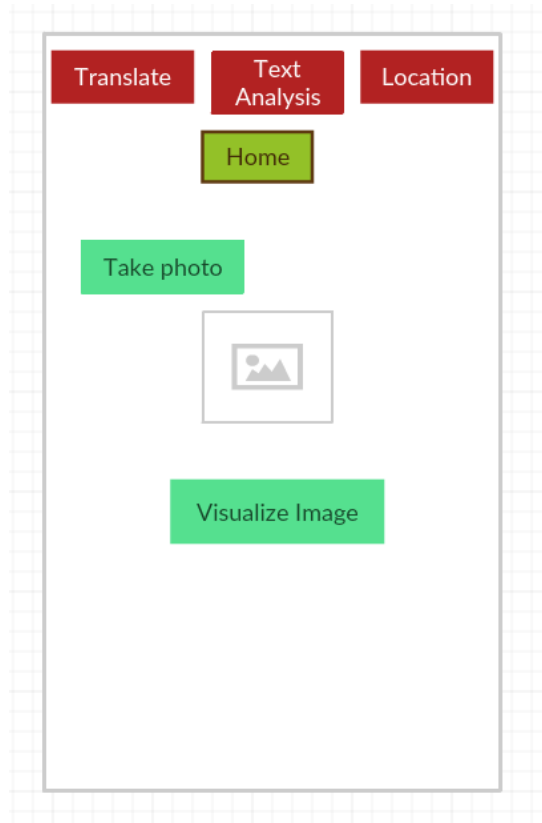 Translate
Text
Analysis
Location
Home
Take photo
Visualize Image